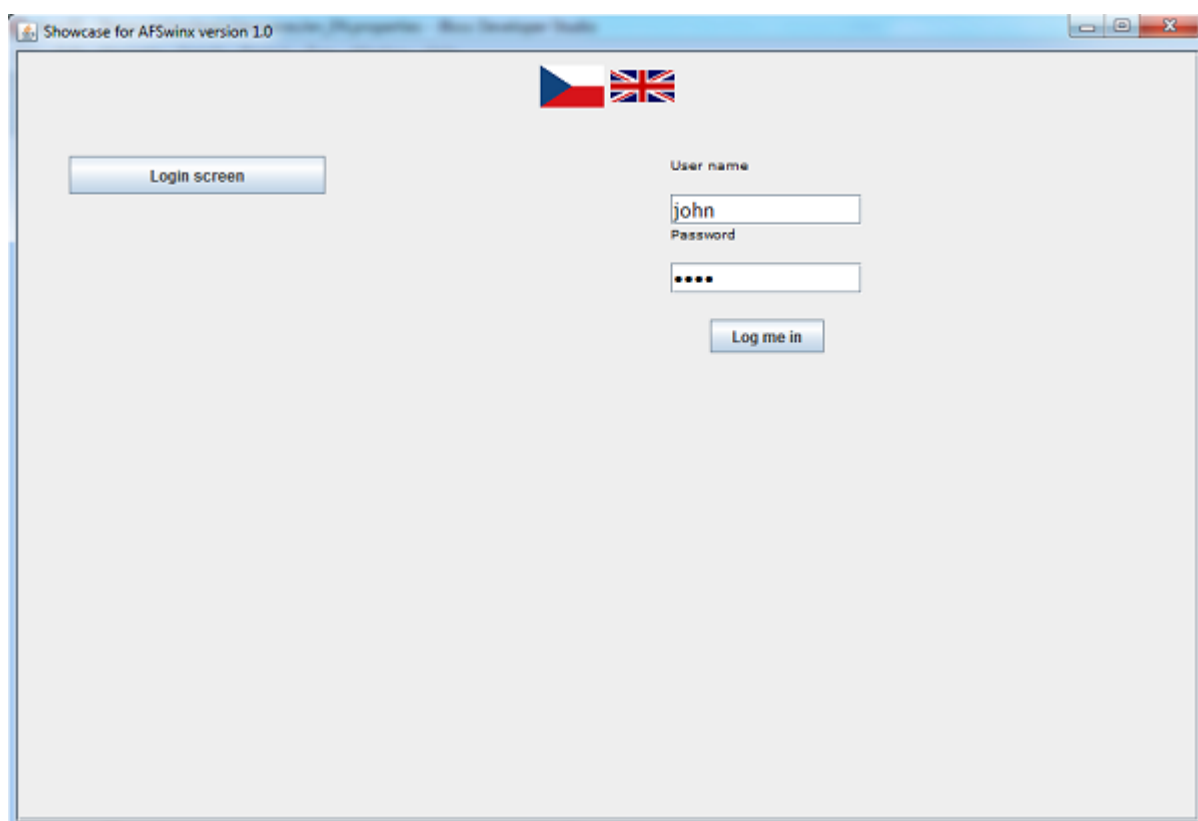 Showcase for AFSwinx version 1.0
Login screen
User name
john
Password
••••
Log me in